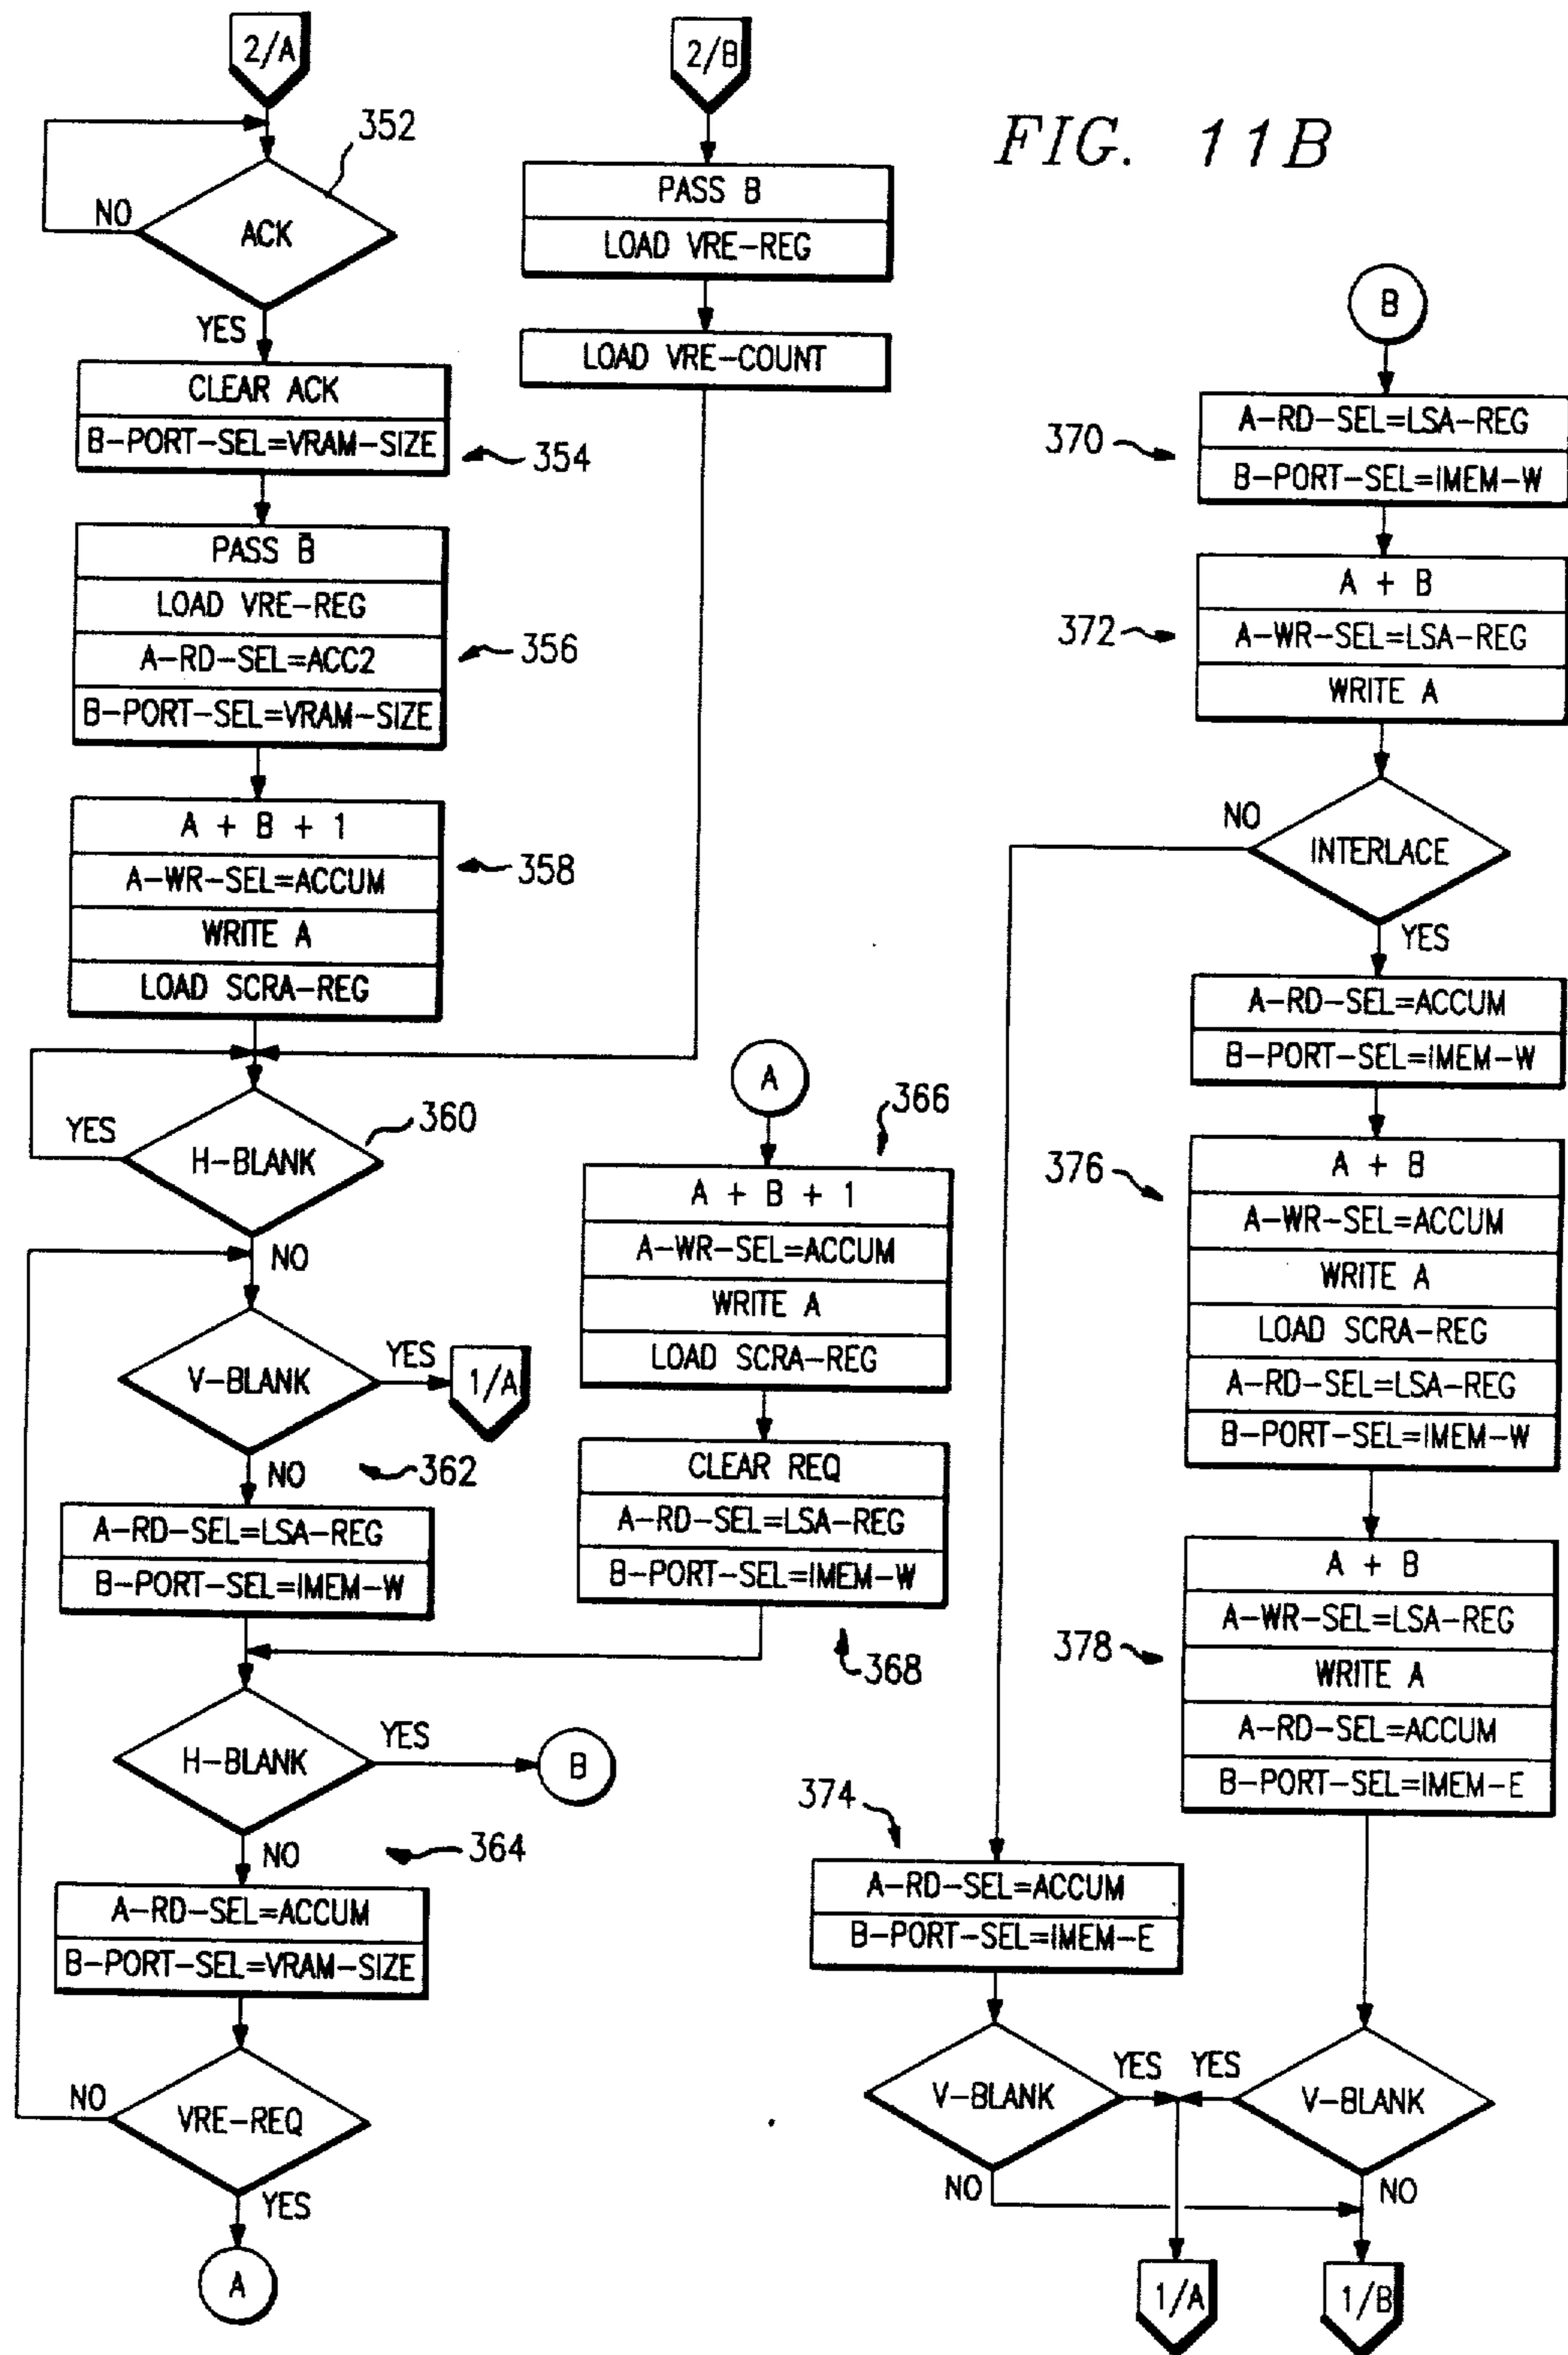 FIG. 11B
2/A
352
NO
ACK
YES
CLEAR ACK
B-PORT-SEL=VRAM-SIZE
354
PASS B̄
LOAD VRE-REG
A-RD-SEL=ACC2
B-PORT-SEL=VRAM-SIZE
356
A + B + 1
A-WR-SEL=ACCUM
WRITE A
LOAD SCRA-REG
358
YES
H-BLANK
360
NO
V-BLANK
YES
1/A
NO
362
A-RD-SEL=LSA-REG
B-PORT-SEL=IMEM-W
H-BLANK
YES
B
NO
364
A-RD-SEL=ACCUM
B-PORT-SEL=VRAM-SIZE
NO
VRE-REQ
YES
A
2/B
PASS B
LOAD VRE-REG
LOAD VRE-COUNT
A
366
A + B + 1
A-WR-SEL=ACCUM
WRITE A
LOAD SCRA-REG
CLEAR REQ
A-RD-SEL=LSA-REG
B-PORT-SEL=IMEM-W
368
B
370
A-RD-SEL=LSA-REG
B-PORT-SEL=IMEM-W
372
A + B
A-WR-SEL=LSA-REG
WRITE A
NO
INTERLACE
YES
A-RD-SEL=ACCUM
B-PORT-SEL=IMEM-W
376
A + B
A-WR-SEL=ACCUM
WRITE A
LOAD SCRA-REG
A-RD-SEL=LSA-REG
B-PORT-SEL=IMEM-W
378
A + B
A-WR-SEL=LSA-REG
WRITE A
A-RD-SEL=ACCUM
B-PORT-SEL=IMEM-E
374
A-RD-SEL=ACCUM
B-PORT-SEL=IMEM-E
V-BLANK
YES
YES
V-BLANK
NO
NO
1/A
1/B